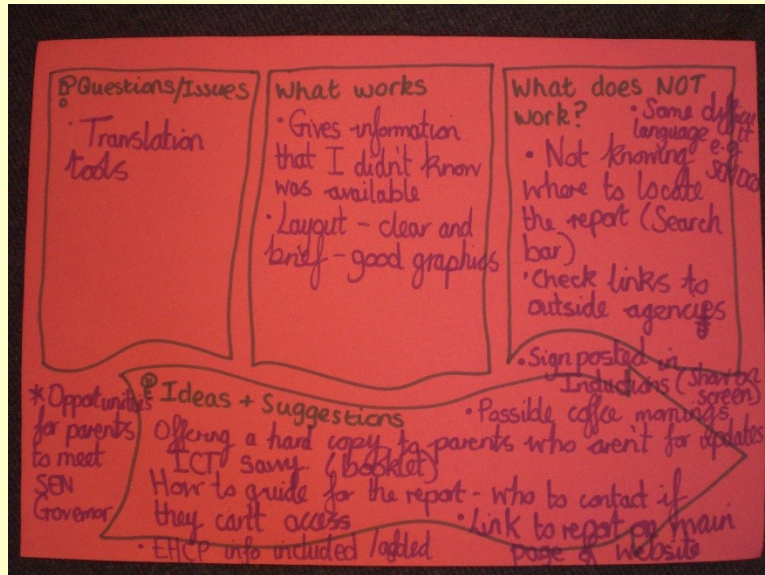 Questions/Issues
• Translation
tools
What works
• Gives information
that I didn't know
was available
• Layout - clear and
brief - good graphics
What does NOT
work?
• Some difficult
language
e.g.
SENDCO
• Not knowing
where to locate
the report (Search
bar)
• Check links to
outside agencies
Ideas + Suggestions
• Signposted in
Inductions (show on
screen)
• Possible coffee mornings
for updates
Offering a hard copy to parents who aren't
ICT savvy (booklet)
How to guide for the report - who to contact if
they can't access
• Link to report on main
page of website
• EHCP info included/added
* Opportunities
for parents
to meet
SEN
Governor